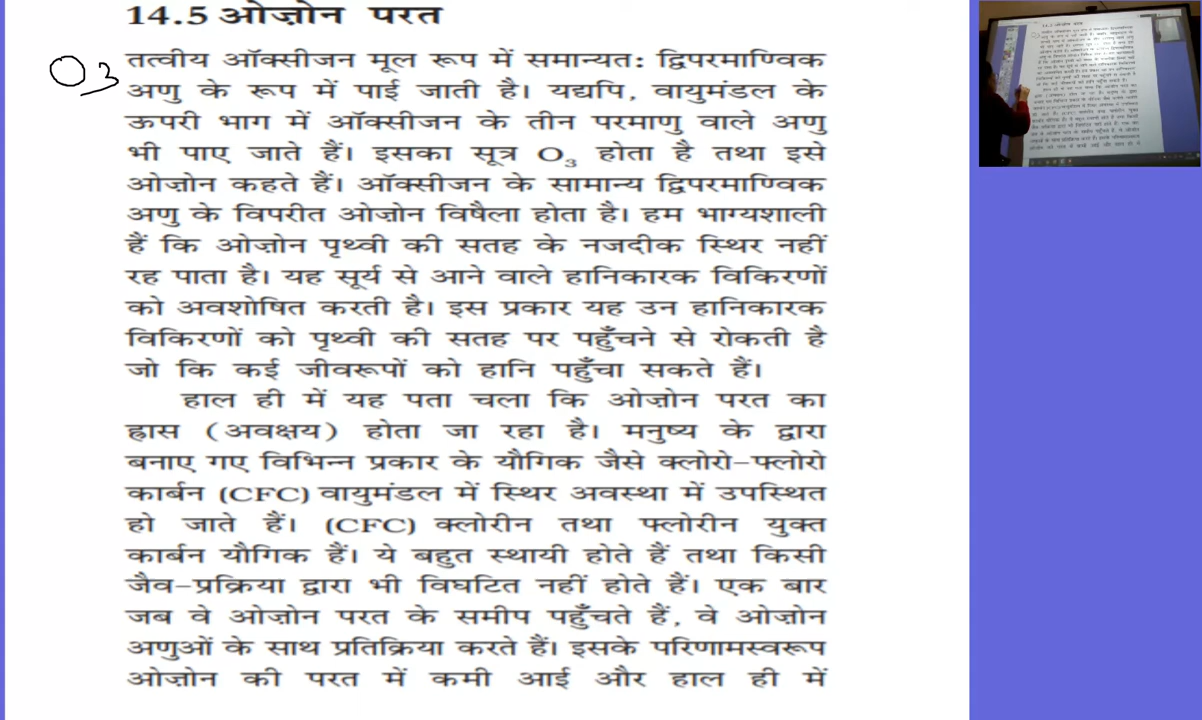 14.5 ओज़ोन परत
O3
तत्वीय ऑक्सीजन मूल रूप में समान्यत: द्विपरमाण्विक
अणु के रूप में पाई जाती है। यद्यपि, वायुमंडल के
ऊपरी भाग में ऑक्सीजन के तीन परमाणु वाले अणु
भी पाए जाते हैं। इसका सूत्र O₃ होता है तथा इसे
ओज़ोन कहते हैं। ऑक्सीजन के सामान्य द्विपरमाण्विक
अणु के विपरीत ओज़ोन विषैला होता है। हम भाग्यशाली
हैं कि ओज़ोन पृथ्वी की सतह के नजदीक स्थिर नहीं
रह पाता है। यह सूर्य से आने वाले हानिकारक विकिरणों
को अवशोषित करती है। इस प्रकार यह उन हानिकारक
विकिरणों को पृथ्वी की सतह पर पहुँचने से रोकती है
जो कि कई जीवरूपों को हानि पहुँचा सकते हैं।
हाल ही में यह पता चला कि ओज़ोन परत का
ह्रास (अवक्षय) होता जा रहा है। मनुष्य के द्वारा
बनाए गए विभिन्न प्रकार के यौगिक जैसे क्लोरो-फ्लोरो
कार्बन (CFC) वायुमंडल में स्थिर अवस्था में उपस्थित
हो जाते हैं। (CFC) क्लोरीन तथा फ्लोरीन युक्त
कार्बन यौगिक हैं। ये बहुत स्थायी होते हैं तथा किसी
जैव-प्रक्रिया द्वारा भी विघटित नहीं होते हैं। एक बार
जब वे ओज़ोन परत के समीप पहुँचते हैं, वे ओज़ोन
अणुओं के साथ प्रतिक्रिया करते हैं। इसके परिणामस्वरूप
ओज़ोन की परत में कमी आई और हाल ही में